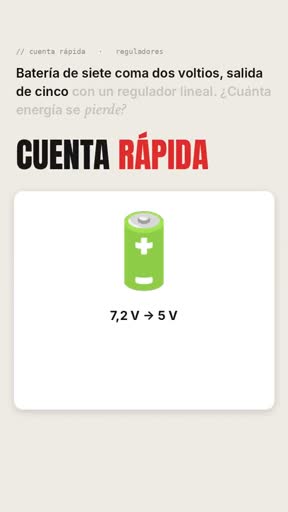 // cuenta rápida · reguladores
Batería de siete coma dos voltios, salida
de cinco con un regulador lineal. ¿Cuánta
energía se pierde?
CUENTA RÁPIDA
7,2 V → 5 V